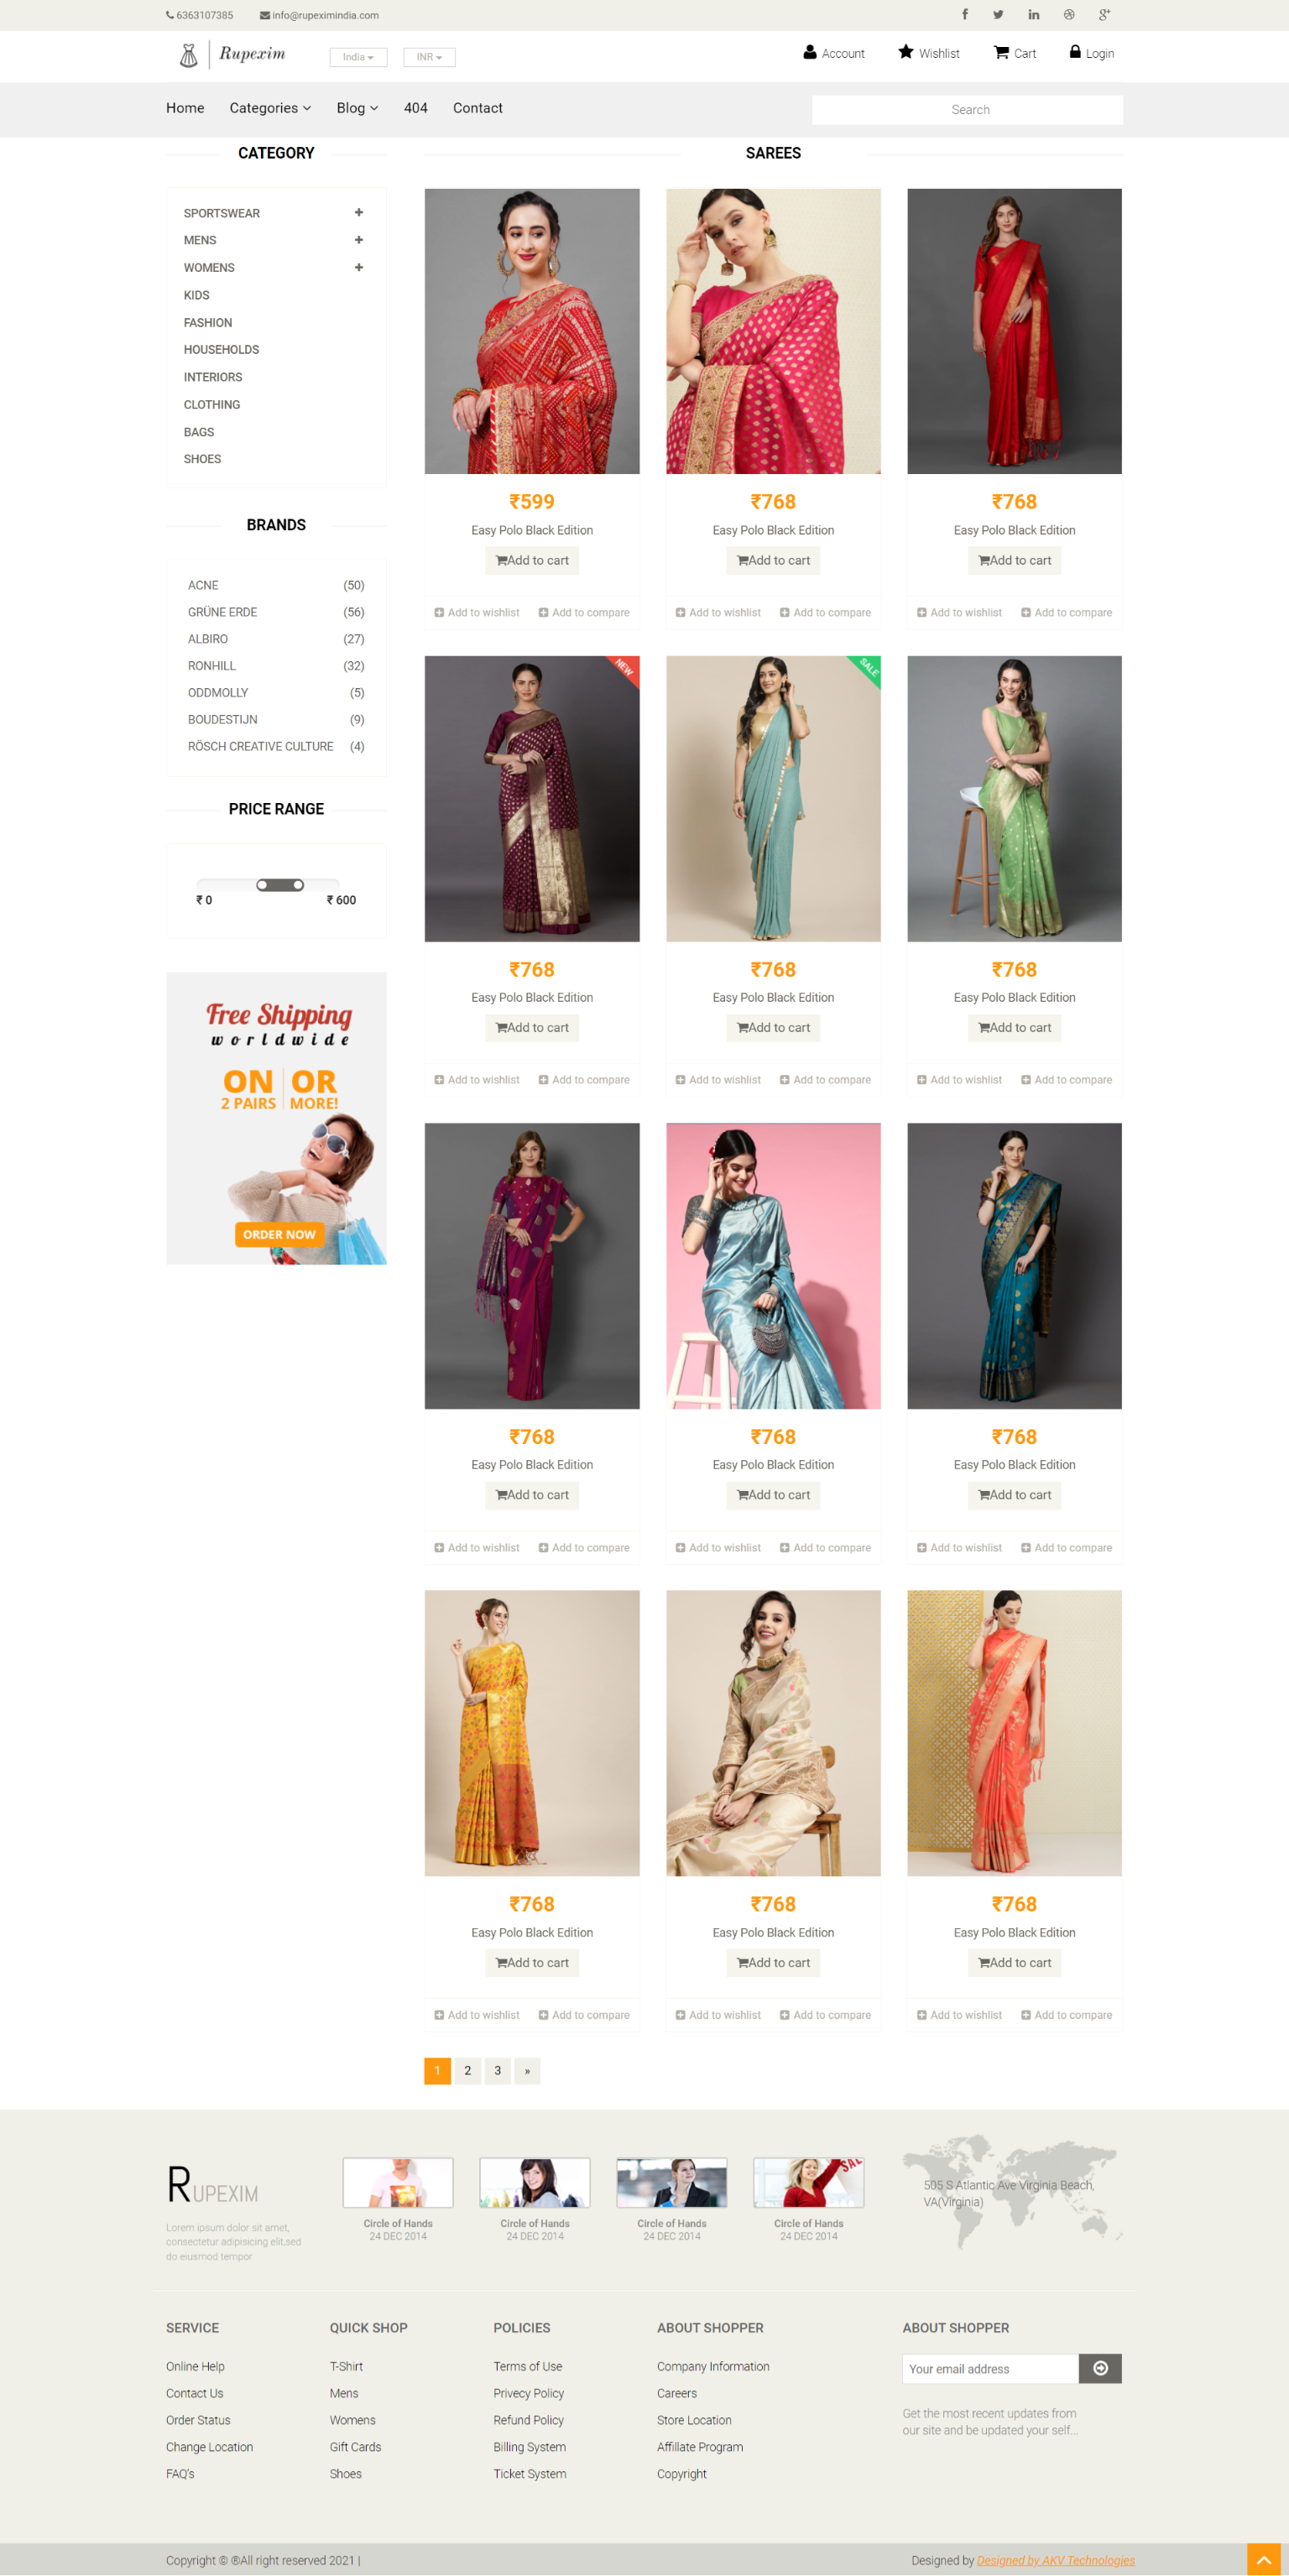 6363107385 info@rupeximindia.com
Rupexim India INR Account Wishlist Cart Login
Home Categories Blog 404 Contact Search
CATEGORY
SPORTSWEAR
MENS
WOMENS
KIDS
FASHION
HOUSEHOLDS
INTERIORS
CLOTHING
BAGS
SHOES
BRANDS
ACNE (50)
GRÜNE ERDE (56)
ALBIRO (27)
RONHILL (32)
ODDMOLLY (5)
BOUDESTIJN (9)
RÖSCH CREATIVE CULTURE (4)
PRICE RANGE
₹ 0 ₹ 600
Free Shipping
worldwide
ON OR
2 PAIRS MORE!
ORDER NOW
SAREES
₹599 ₹768 ₹768
Easy Polo Black Edition Easy Polo Black Edition Easy Polo Black Edition
Add to cart Add to cart Add to cart
Add to wishlist Add to compare Add to wishlist Add to compare Add to wishlist Add to compare
NEW SALE
₹768 ₹768 ₹768
Easy Polo Black Edition Easy Polo Black Edition Easy Polo Black Edition
Add to cart Add to cart Add to cart
Add to wishlist Add to compare Add to wishlist Add to compare Add to wishlist Add to compare
₹768 ₹768 ₹768
Easy Polo Black Edition Easy Polo Black Edition Easy Polo Black Edition
Add to cart Add to cart Add to cart
Add to wishlist Add to compare Add to wishlist Add to compare Add to wishlist Add to compare
₹768 ₹768 ₹768
Easy Polo Black Edition Easy Polo Black Edition Easy Polo Black Edition
Add to cart Add to cart Add to cart
Add to wishlist Add to compare Add to wishlist Add to compare Add to wishlist Add to compare
1 2 3 »
RUPEXIM
Lorem ipsum dolor sit amet,
consectetur adipisicing elit,sed
do eiusmod tempor
SALE
Circle of Hands Circle of Hands Circle of Hands Circle of Hands
24 DEC 2014 24 DEC 2014 24 DEC 2014 24 DEC 2014
505 S Atlantic Ave Virginia Beach,
VA(Virginia)
SERVICE
Online Help
Contact Us
Order Status
Change Location
FAQ's
QUICK SHOP
T-Shirt
Mens
Womens
Gift Cards
Shoes
POLICIES
Terms of Use
Privecy Policy
Refund Policy
Billing System
Ticket System
ABOUT SHOPPER
Company Information
Careers
Store Location
Affillate Program
Copyright
ABOUT SHOPPER
Your email address
Get the most recent updates from
our site and be updated your self...
Copyright © ®All right reserved 2021 | Designed by Designed by AKV Technologies